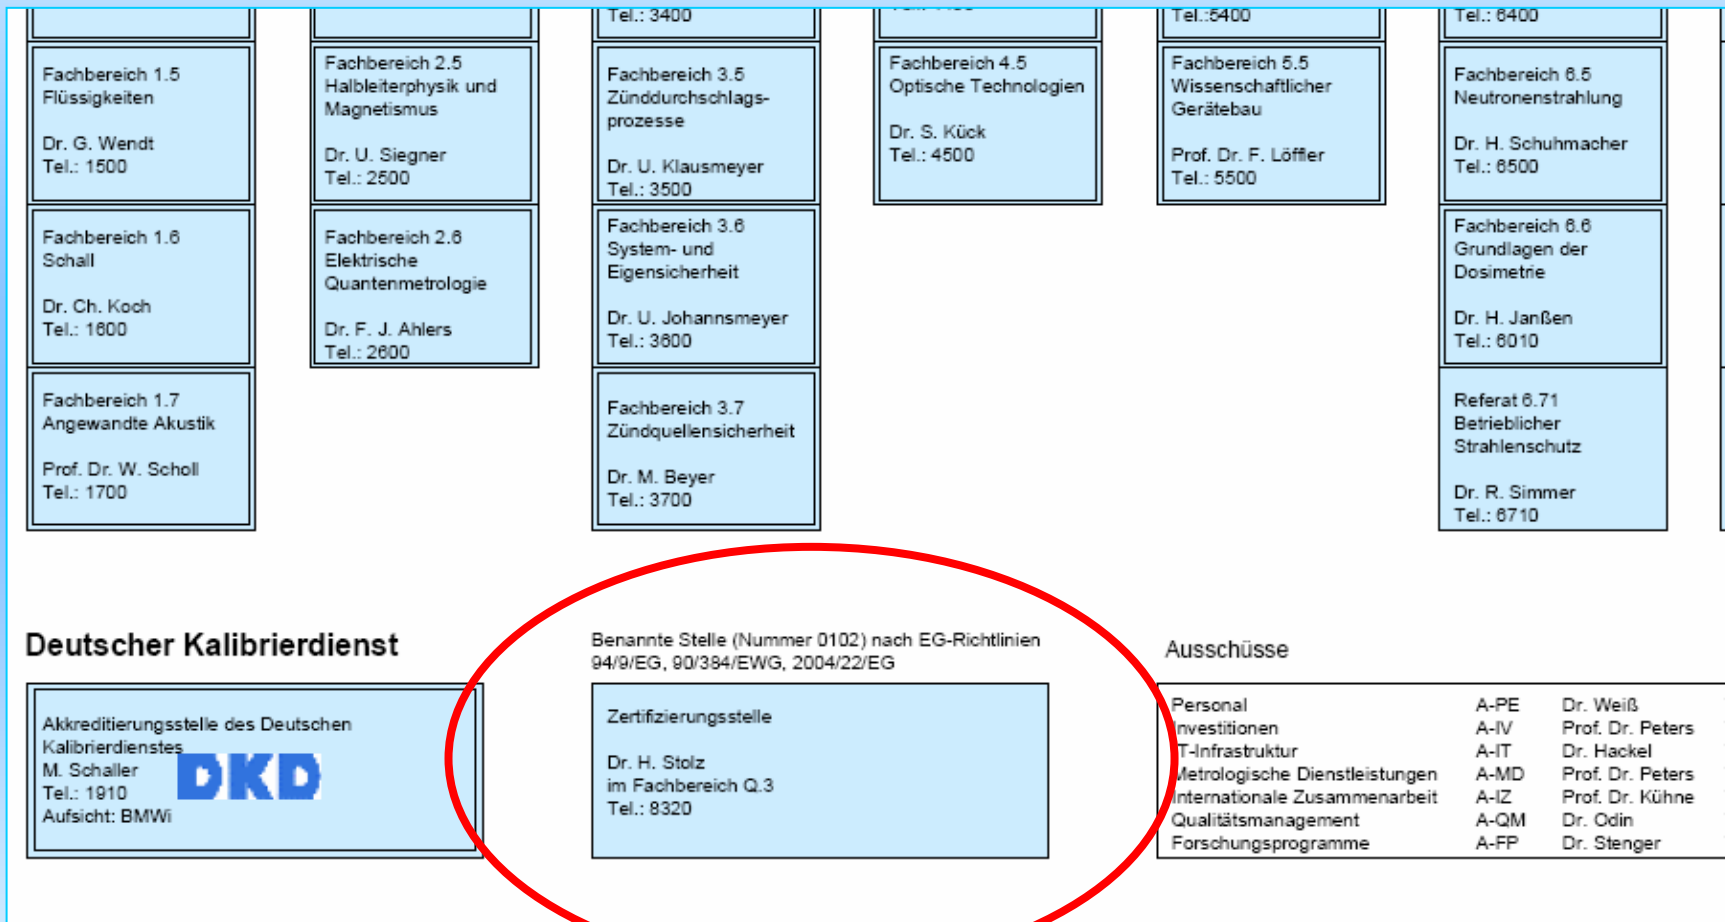 Tel.: 3400
Tel.:5400
Tel.: 6400
Fachbereich 1.5
Flüssigkeiten
Dr. G. Wendt
Tel.: 1500
Fachbereich 2.5
Halbleiterphysik und
Magnetismus
Dr. U. Siegner
Tel.: 2500
Fachbereich 3.5
Zünddurchschlags-
prozesse
Dr. U. Klausmeyer
Tel.: 3500
Fachbereich 4.5
Optische Technologien
Dr. S. Kück
Tel.: 4500
Fachbereich 5.5
Wissenschaftlicher
Gerätebau
Prof. Dr. F. Löffler
Tel.: 5500
Fachbereich 6.5
Neutronenstrahlung
Dr. H. Schuhmacher
Tel.: 6500
Fachbereich 1.6
Schall
Dr. Ch. Koch
Tel.: 1600
Fachbereich 2.6
Elektrische
Quantenmetrologie
Dr. F. J. Ahlers
Tel.: 2600
Fachbereich 3.6
System- und
Eigensicherheit
Dr. U. Johannsmeyer
Tel.: 3600
Fachbereich 6.6
Grundlagen der
Dosimetrie
Dr. H. Janßen
Tel.: 6010
Fachbereich 1.7
Angewandte Akustik
Prof. Dr. W. Scholl
Tel.: 1700
Fachbereich 3.7
Zündquellensicherheit
Dr. M. Beyer
Tel.: 3700
Referat 6.71
Betrieblicher
Strahlenschutz
Dr. R. Simmer
Tel.: 6710
Deutscher Kalibrierdienst
Akkreditierungsstelle des Deutschen
Kalibrierdienstes
M. Schaller
Tel.: 1910
Aufsicht: BMWi
DKD
Benannte Stelle (Nummer 0102) nach EG-Richtlinien
94/9/EG, 90/384/EWG, 2004/22/EG
Zertifizierungsstelle
Dr. H. Stolz
im Fachbereich Q.3
Tel.: 8320
Ausschüsse
Personal A-PE Dr. Weiß
Investitionen A-IV Prof. Dr. Peters
IT-Infrastruktur A-IT Dr. Hackel
Metrologische Dienstleistungen A-MD Prof. Dr. Peters
Internationale Zusammenarbeit A-IZ Prof. Dr. Kühne
Qualitätsmanagement A-QM Dr. Odin
Forschungsprogramme A-FP Dr. Stenger